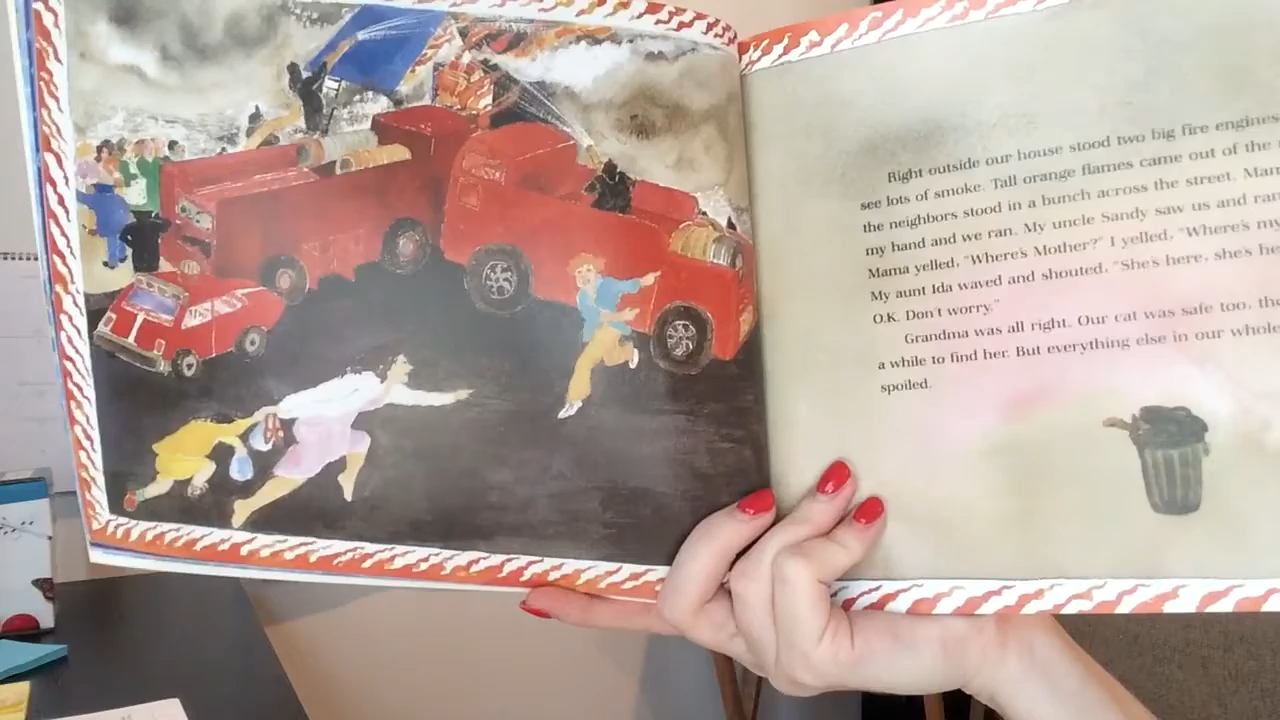 Right outside our house stood two big fire engines
see lots of smoke. Tall orange flames came out of the
the neighbors stood in a bunch across the street. Mam
my hand and we ran. My uncle Sandy saw us and ran
Mama yelled, "Where's Mother?" I yelled, "Where's my
My aunt Ida waved and shouted, "She's here, she's he
O.K. Don't worry."
Grandma was all right. Our cat was safe too, tho
a while to find her. But everything else in our whole
spoiled.